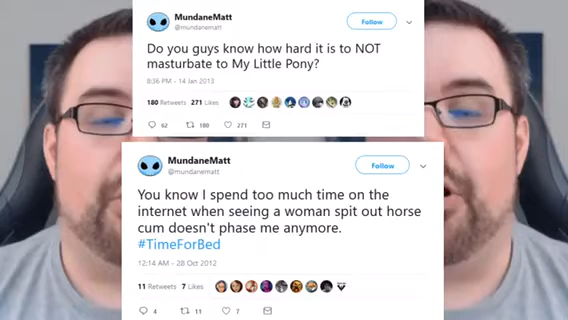 MundaneMatt
@mundanematt
Follow
Do you guys know how hard it is to NOT
masturbate to My Little Pony?
8:36 PM - 14 Jan 2013
180 Retweets 271 Likes
62 180 271
MundaneMatt
@mundanematt
Follow
You know I spend too much time on the
internet when seeing a woman spit out horse
cum doesn't phase me anymore.
#TimeForBed
12:14 AM - 28 Oct 2012
11 Retweets 7 Likes
4 11 7